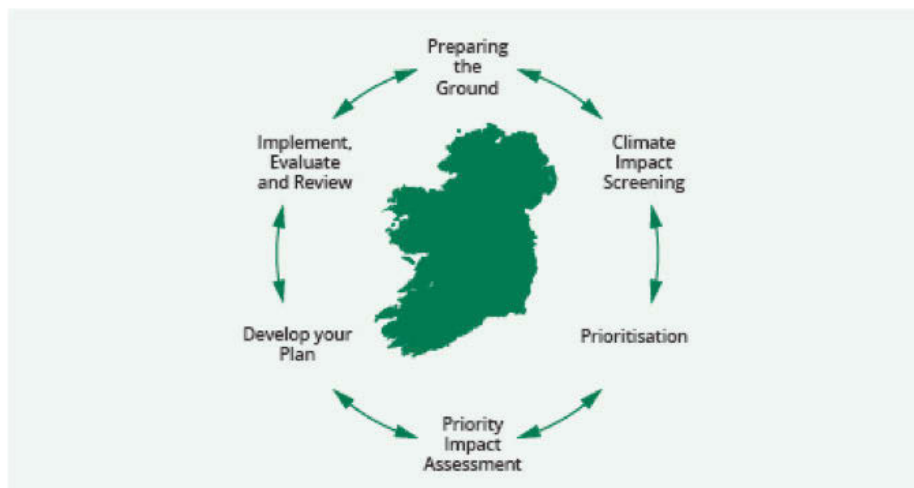 Preparing
the
Ground
Climate
Impact
Screening
Prioritisation
Priority
Impact
Assessment
Develop your
Plan
Implement,
Evaluate
and Review